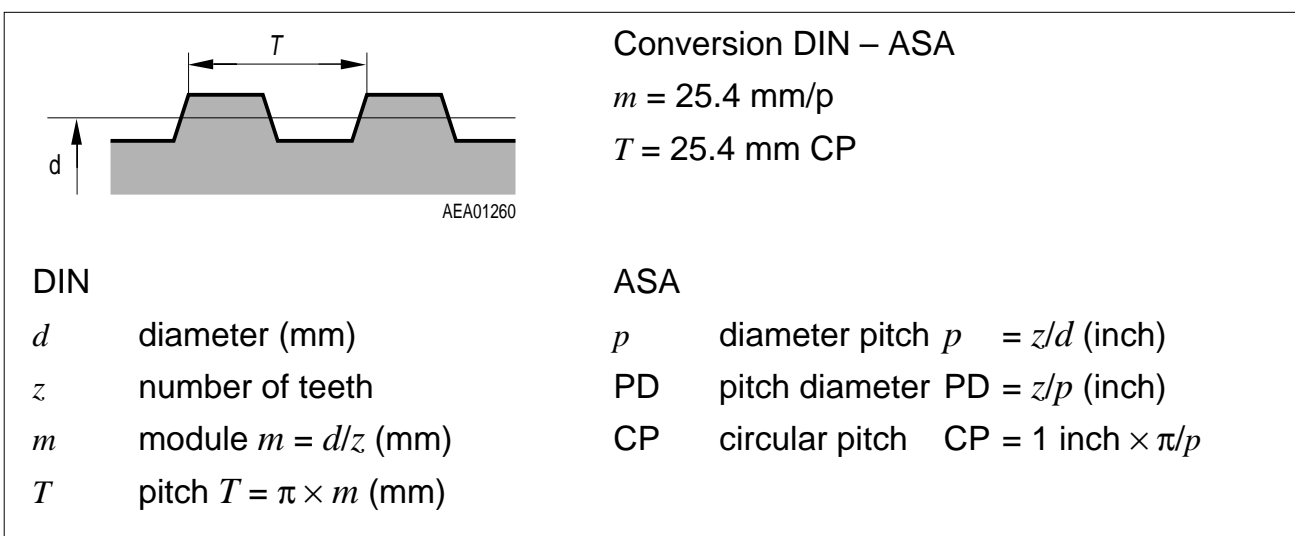 T
d
AEA01260
Conversion DIN – ASA
m = 25.4 mm/p
T = 25.4 mm CP
DIN
d diameter (mm)
z number of teeth
m module m = d/z (mm)
T pitch T = π × m (mm)
ASA
p diameter pitch p = z/d (inch)
PD pitch diameter PD = z/p (inch)
CP circular pitch CP = 1 inch × π/p